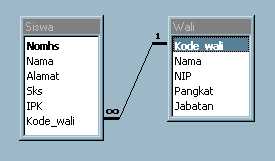 Siswa
Nomhs
Nama
Alamat
Sks
IPK
Kode_wali
∞
1
Wali
Kode_wali
Nama
NIP
Pangkat
Jabatan